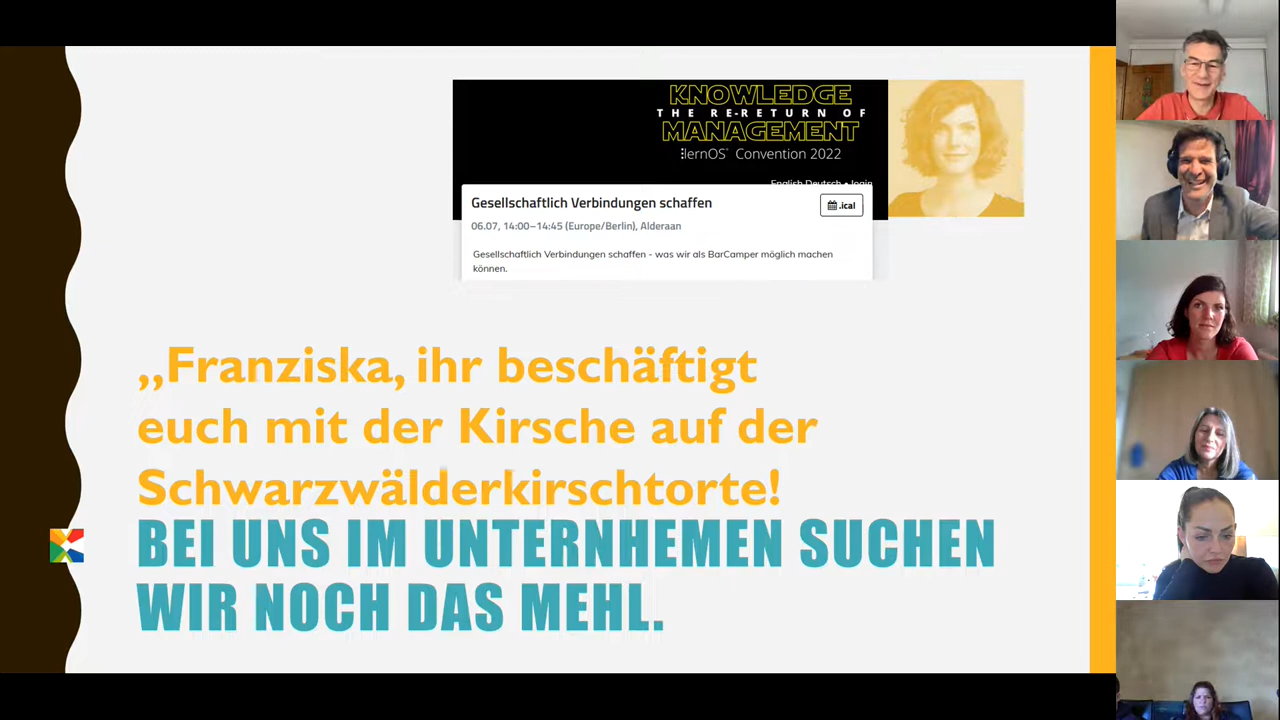 KNOWLEDGE
THE RE-RETURN OF
MANAGEMENT
lernOS Convention 2022
English Deutsch • login
Gesellschaftlich Verbindungen schaffen
.ical
06.07, 14:00–14:45 (Europe/Berlin), Alderaan
Gesellschaftlich Verbindungen schaffen - was wir als BarCamper möglich machen
können.
„Franziska, ihr beschäftigt
euch mit der Kirsche auf der
Schwarzwälderkirschtorte!
BEI UNS IM UNTERNHEMEN SUCHEN
WIR NOCH DAS MEHL.